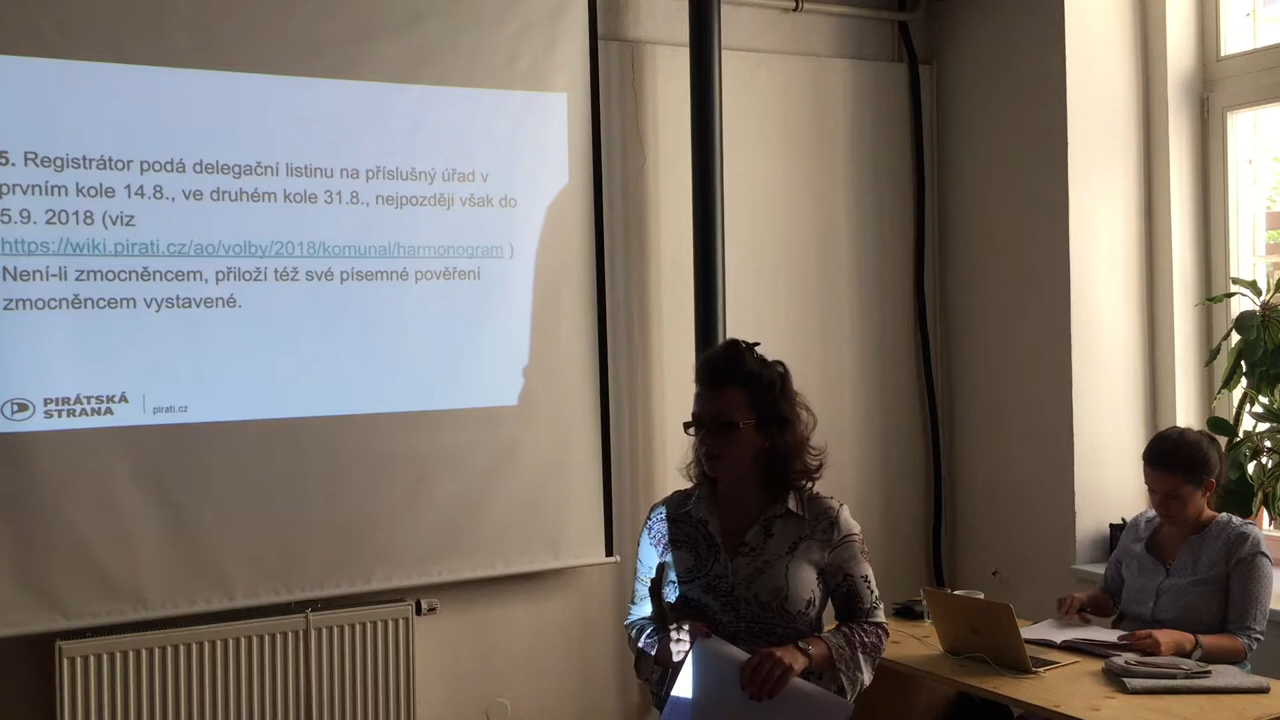 5. Registrátor podá delegační listinu na příslušný úřad v
prvním kole 14.8., ve druhém kole 31.8., nejpozději však do
5.9. 2018 (viz
https://wiki.pirati.cz/ao/volby/2018/komunal/harmonogram )
Není-li zmocněncem, přiloží též své písemné pověření
zmocněncem vystavené.
PIRÁTSKÁ
STRANA
pirati.cz